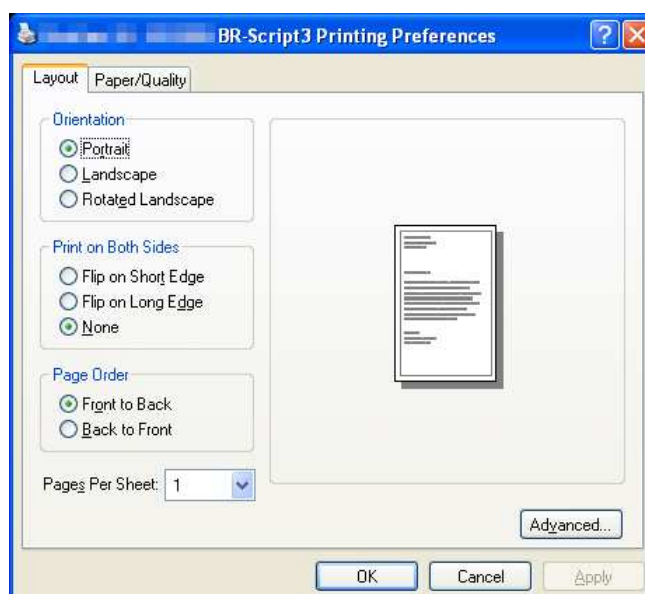 BR-Script3 Printing Preferences
Layout
Paper/Quality
Orientation
Portrait
Landscape
Rotated Landscape
Print on Both Sides
Flip on Short Edge
Flip on Long Edge
None
Page Order
Front to Back
Back to Front
Pages Per Sheet: 1
Advanced...
OK
Cancel
Apply